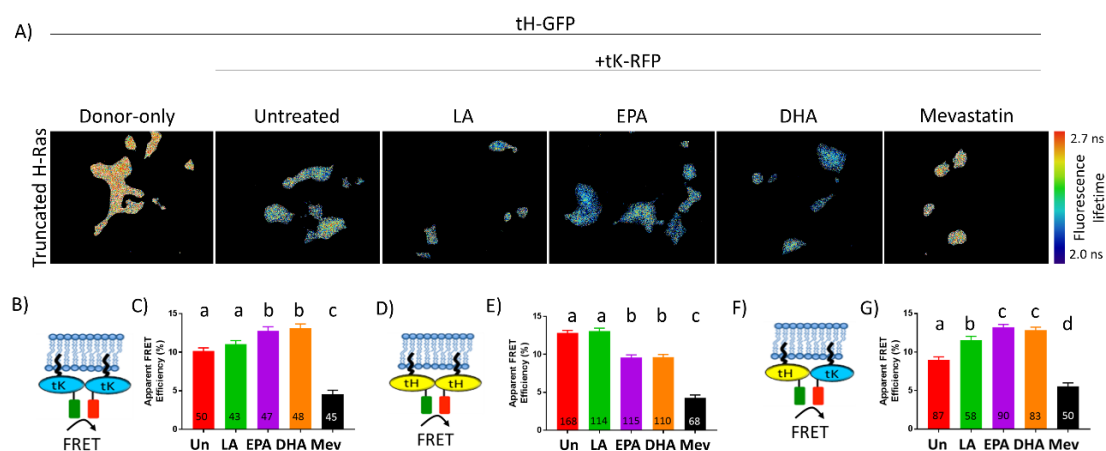 A)
tH-GFP
+tK-RFP
Donor-only Untreated LA EPA DHA Mevastatin
Truncated H-Ras
2.7 ns
Fluorescence lifetime
2.0 ns
B)
tK tK
FRET
C)
Apparent FRET Efficiency (%)
15
10
5
0
a a b b c
50 43 47 48 45
Un LA EPA DHA Mev
D)
tH tH
FRET
E)
Apparent FRET Efficiency (%)
15
10
5
0
a a b b c
168 114 115 110 68
Un LA EPA DHA Mev
F)
tH tK
FRET
G)
Apparent FRET Efficiency (%)
15
10
5
0
a b c c d
87 58 90 83 50
Un LA EPA DHA Mev